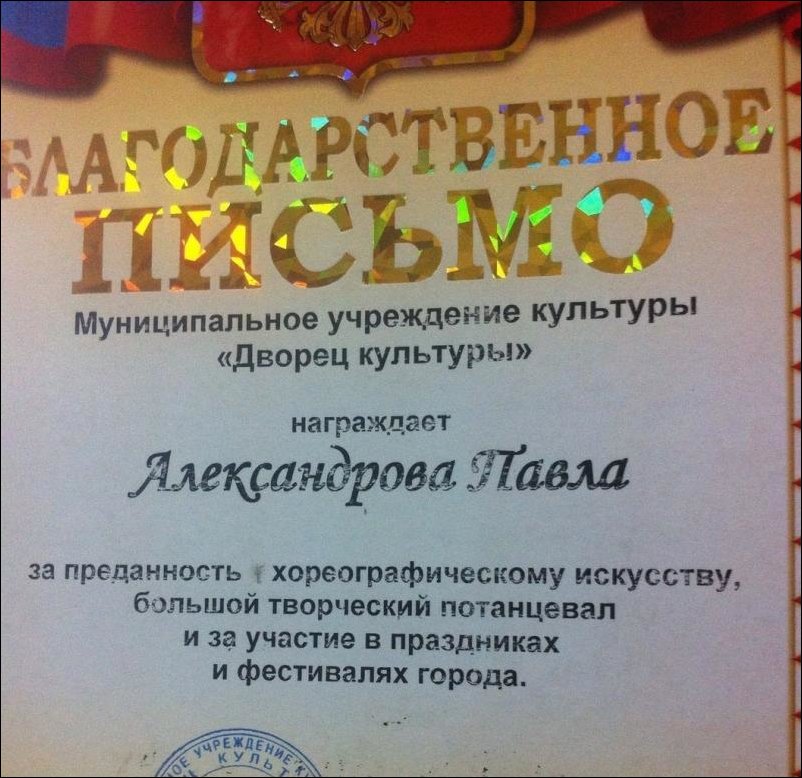 БЛАГОДАРСТВЕННОЕ
ПИСЬМО
Муниципальное учреждение культуры
«Дворец культуры»
награждает
Александрова Павла
за преданность хореографическому искусству,
большой творческий потанцевал
и за участие в праздниках
и фестивалях города.
УЧРЕЖДЕНИЕ